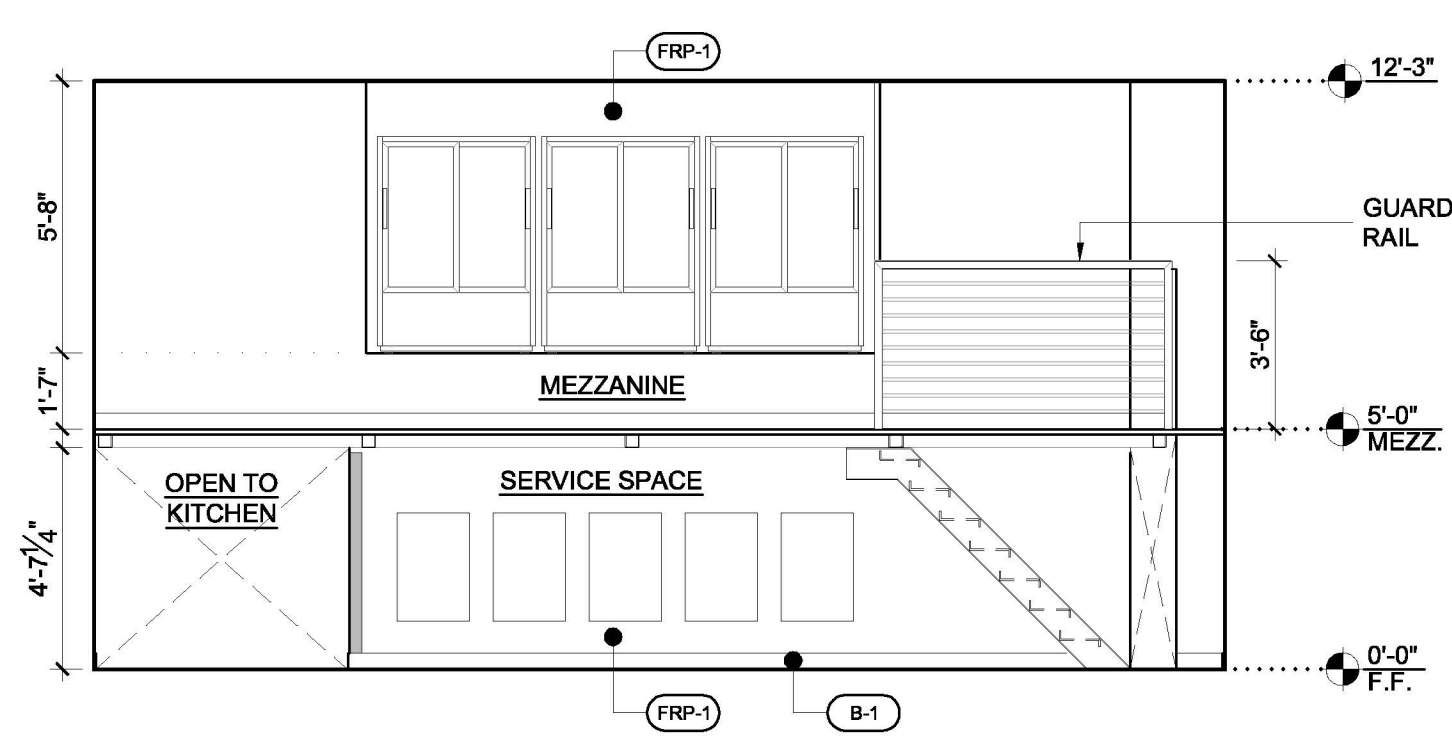 FRP-1
12'-3"
5'-8"
GUARD
RAIL
3'-6"
1'-7"
MEZZANINE
5'-0"
MEZZ.
OPEN TO
KITCHEN
SERVICE SPACE
4'-7¼"
0'-0"
F.F.
FRP-1
B-1